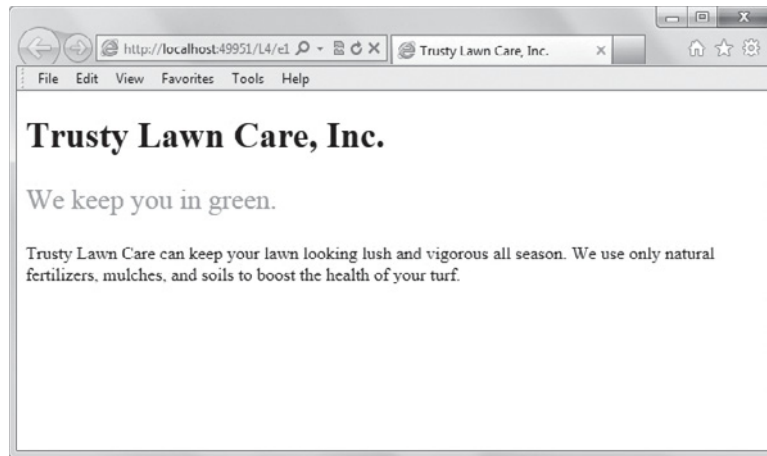 http://localhost:49951/L4/e1
Trusty Lawn Care, Inc.
File Edit View Favorites Tools Help
Trusty Lawn Care, Inc.
We keep you in green.
Trusty Lawn Care can keep your lawn looking lush and vigorous all season. We use only natural
fertilizers, mulches, and soils to boost the health of your turf.